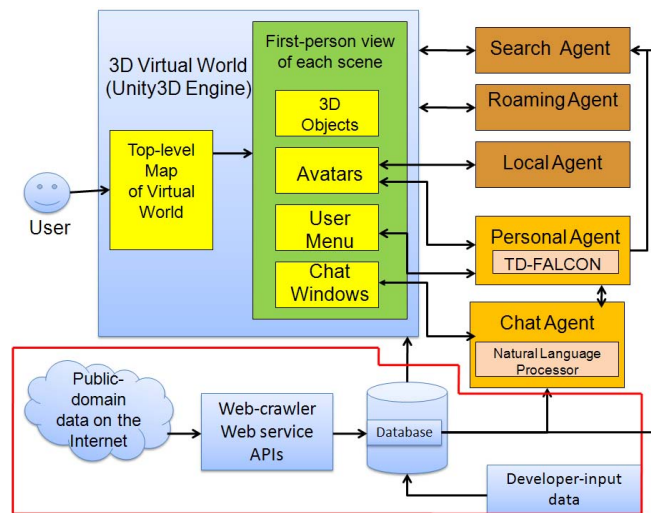 3D Virtual World
(Unity3D Engine)
First-person view
of each scene
3D
Objects
Top-level
Map
of Virtual
World
Avatars
User
Menu
Chat
Windows
User
Search Agent
Roaming Agent
Local Agent
Personal Agent
TD-FALCON
Chat Agent
Natural Language
Processor
Public-
domain
data on the
Internet
Web-crawler
Web service
APIs
Database
Developer-input
data